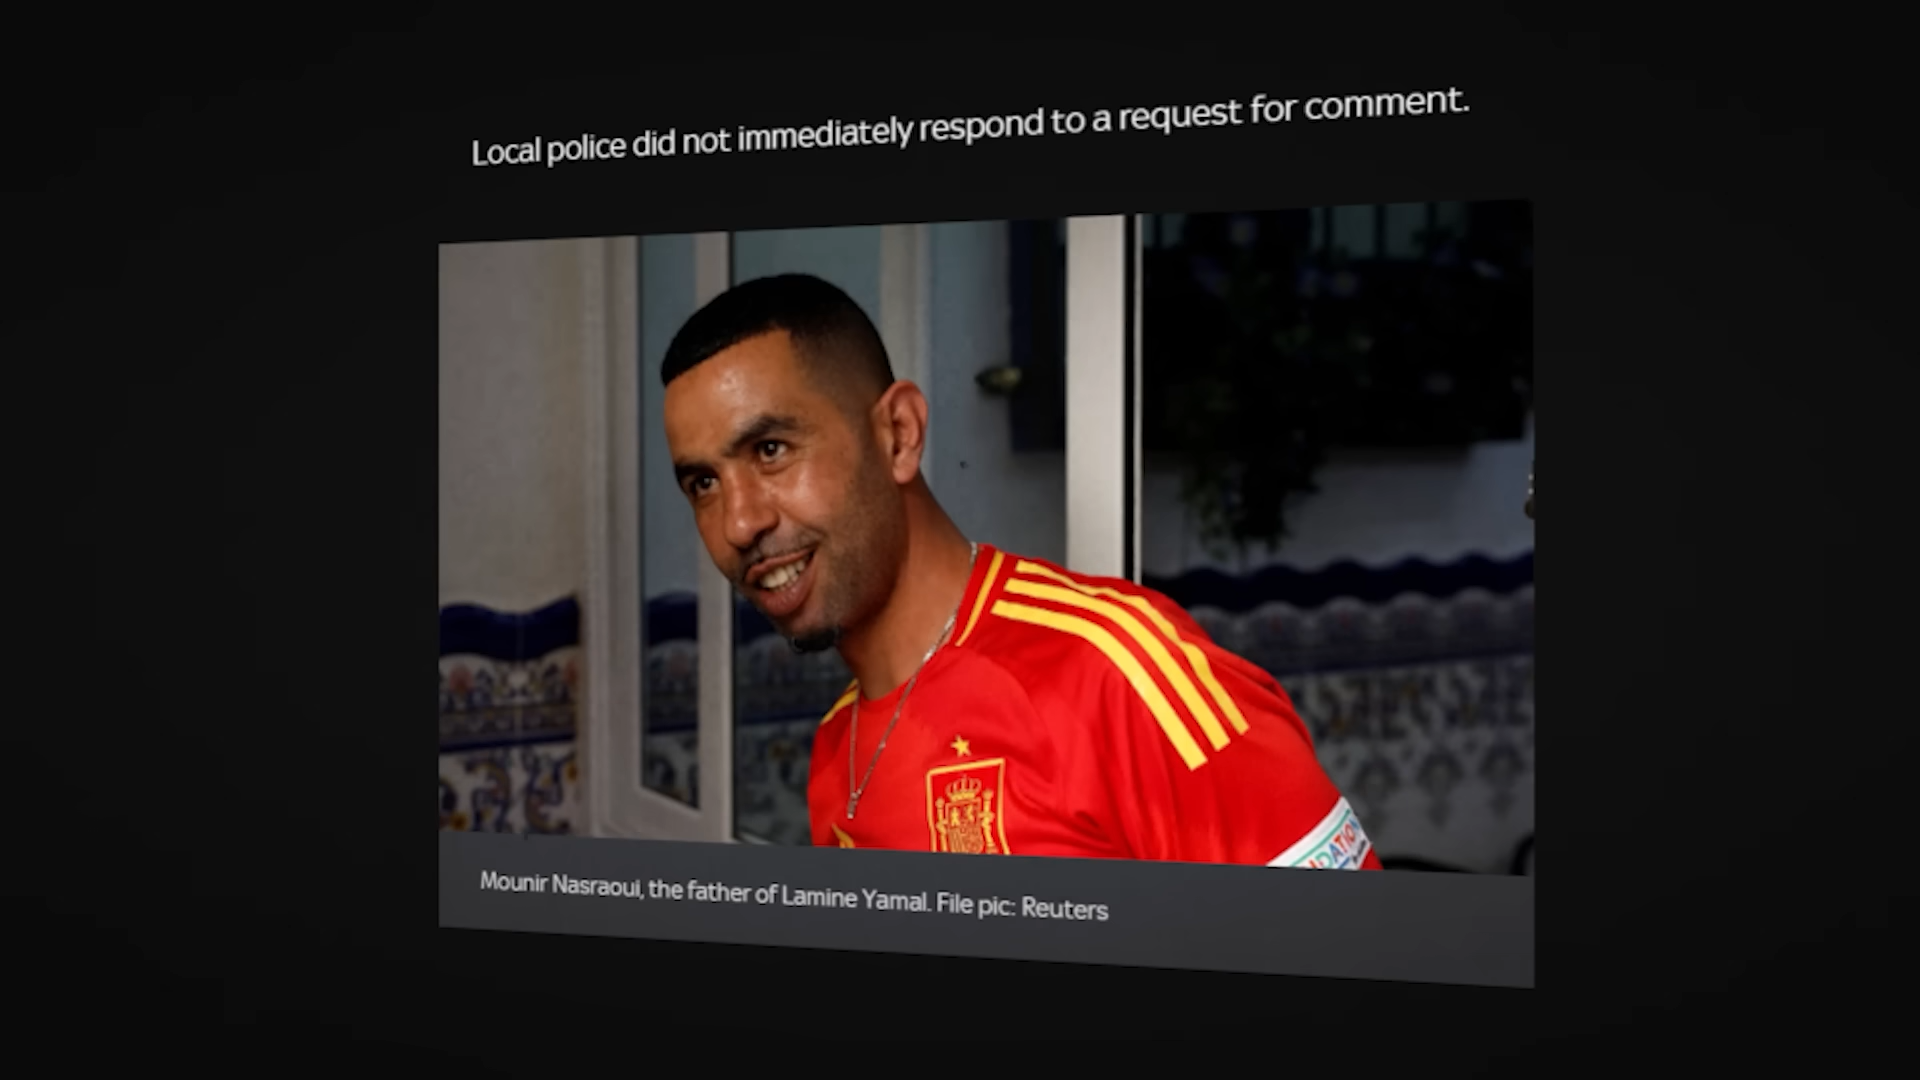 Local police did not immediately respond to a request for comment.
DATION
Mounir Nasraoui, the father of Lamine Yamal. File pic: Reuters